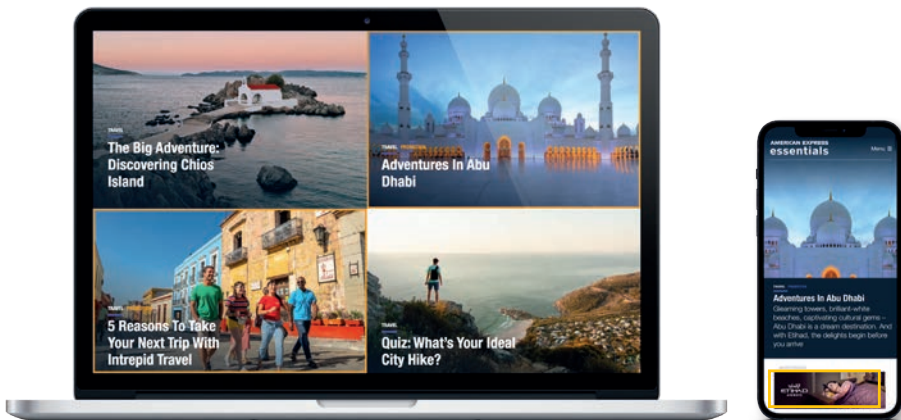 TRAVEL
The Big Adventure:
Discovering Chios
Island
TRAVEL PROMOTION
Adventures In Abu
Dhabi
TRAVEL
5 Reasons To Take
Your Next Trip With
Intrepid Travel
TRAVEL
Quiz: What's Your Ideal
City Hike?
AMERICAN EXPRESS
essentials
Menu
TRAVEL PROMOTION
Adventures In Abu Dhabi
Gleaming towers, brilliant-white
beaches, captivating cultural gems –
Abu Dhabi is a dream destination. And
with Etihad, the delights begin before
you arrive
ETIHAD